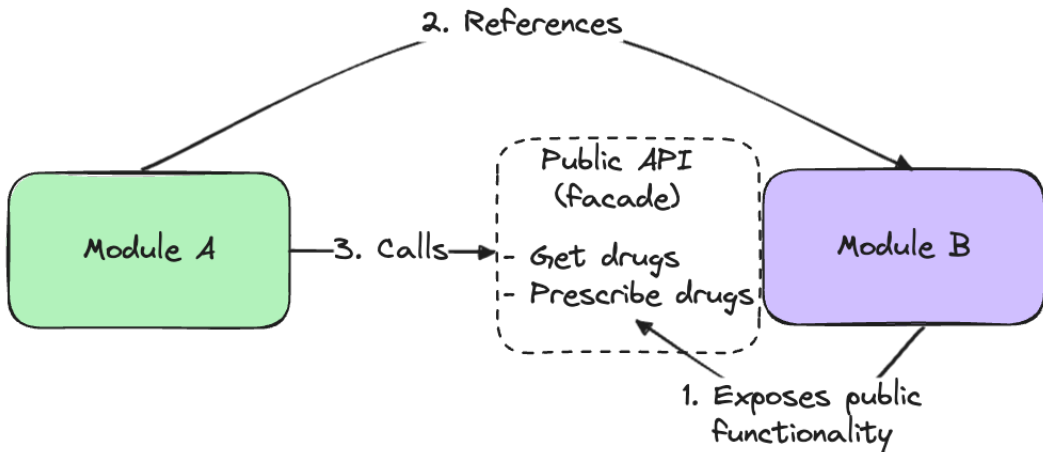 2. References
Public API
(facade)
Module A
3. Calls
- Get drugs
- Prescribe drugs
Module B
1. Exposes public
functionality